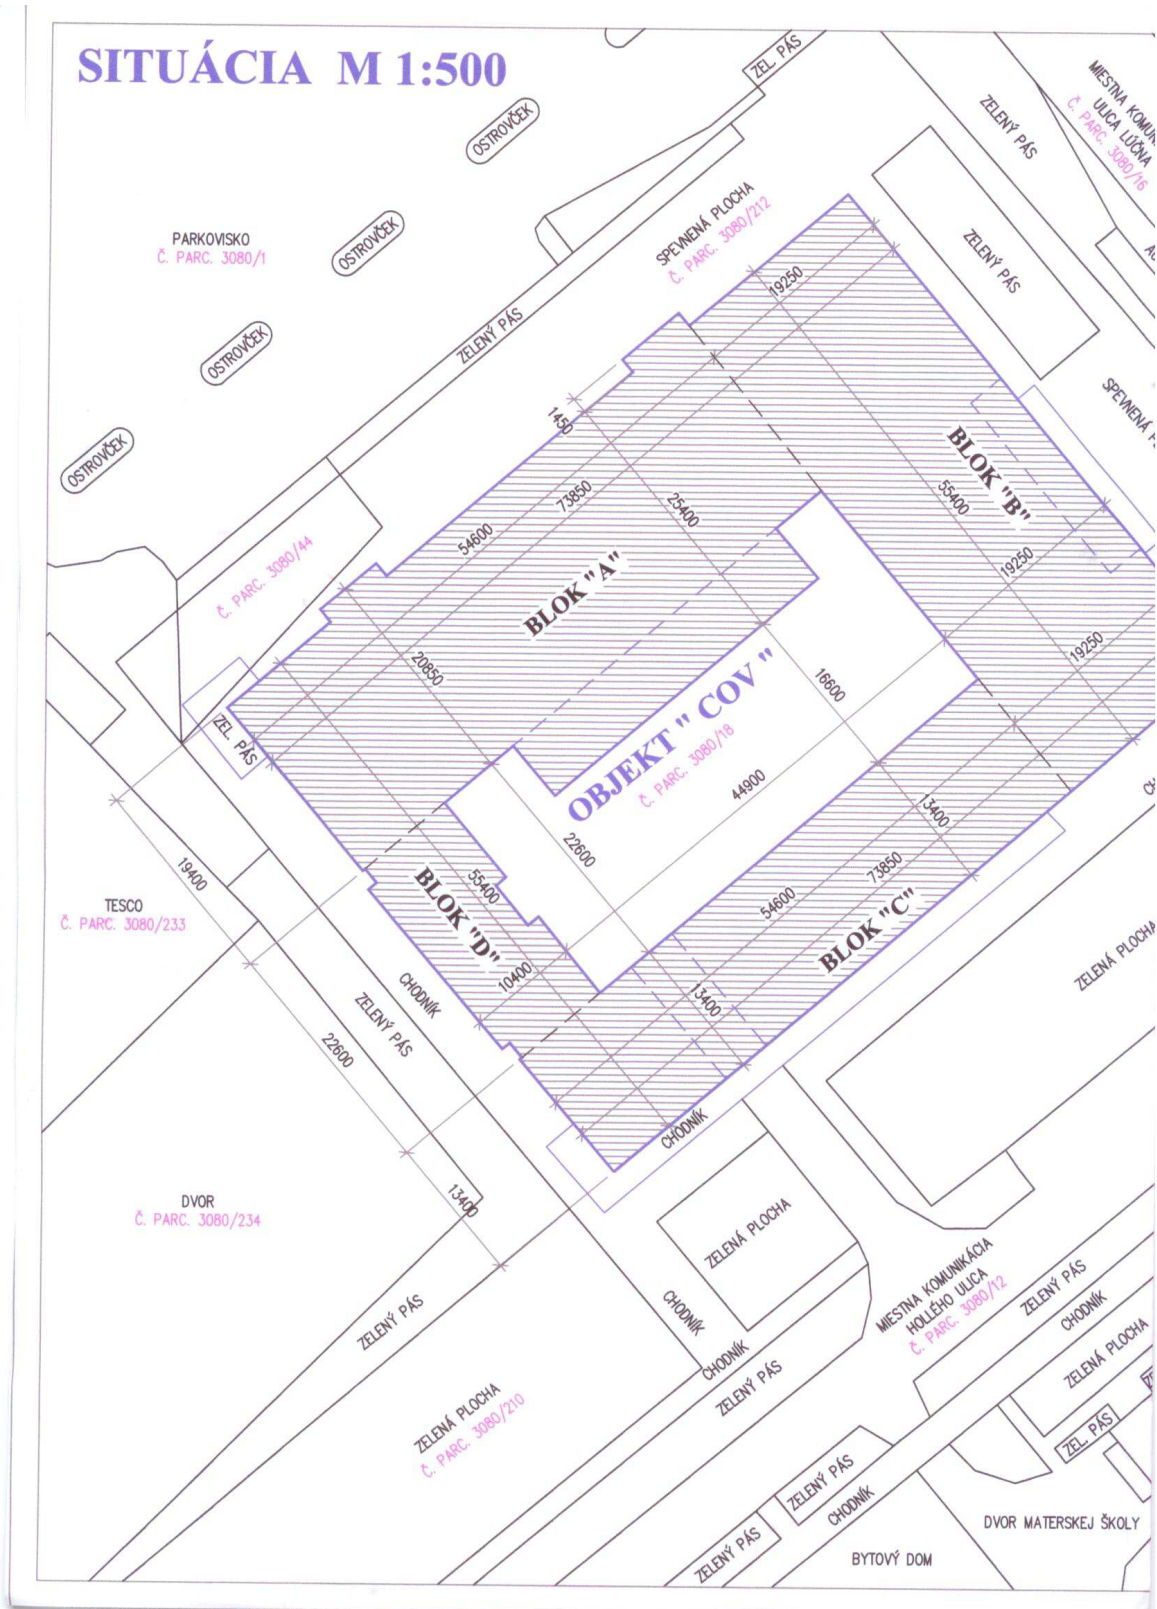 SITUÁCIA M 1:500
ZEL. PÁS
OSTROVČEK
ZELENÝ PÁS
MIESTNA
ULICA LÚČNA
Č. PARC. 3080/16
PARKOVISKO
Č. PARC. 3080/1
OSTROVČEK
SPEVNENÁ PLOCHA
Č. PARC. 3080/212
ZELENÝ PÁS
19250
OSTROVČEK
ZELENÝ PÁS
SPEVNENÁ
1450
OSTROVČEK
BLOK "B"
55400
25400
73850
54600
19250
Č. PARC. 3080/44
BLOK "A"
19250
20850
16600
OBJEKT " COV "
Č. PARC. 3080/18
ZEL. PÁS
44900
13400
22600
19400
73850
55400
54600
BLOK "C"
BLOK "D"
TESCO
Č. PARC. 3080/233
ZELENÁ PLOCHA
10400
13400
CHODNÍK
ZELENÝ PÁS
22600
CHODNÍK
DVOR
Č. PARC. 3080/234
13400
ZELENÁ PLOCHA
MIESTNA KOMUNIKÁCIA
HOLLÉHO ULICA
Č. PARC. 3080/12
ZELENÝ PÁS
CHODNÍK
ZELENÁ PLOCHA
ZELENÝ PÁS
CHODNÍK
CHODNÍK
ZELENÝ PÁS
ZELENÁ PLOCHA
Č. PARC. 3080/210
ZEL. PÁS
ZELENÝ PÁS
CHODNÍK
ZELENÝ PÁS
DVOR MATERSKEJ ŠKOLY
BYTOVÝ DOM